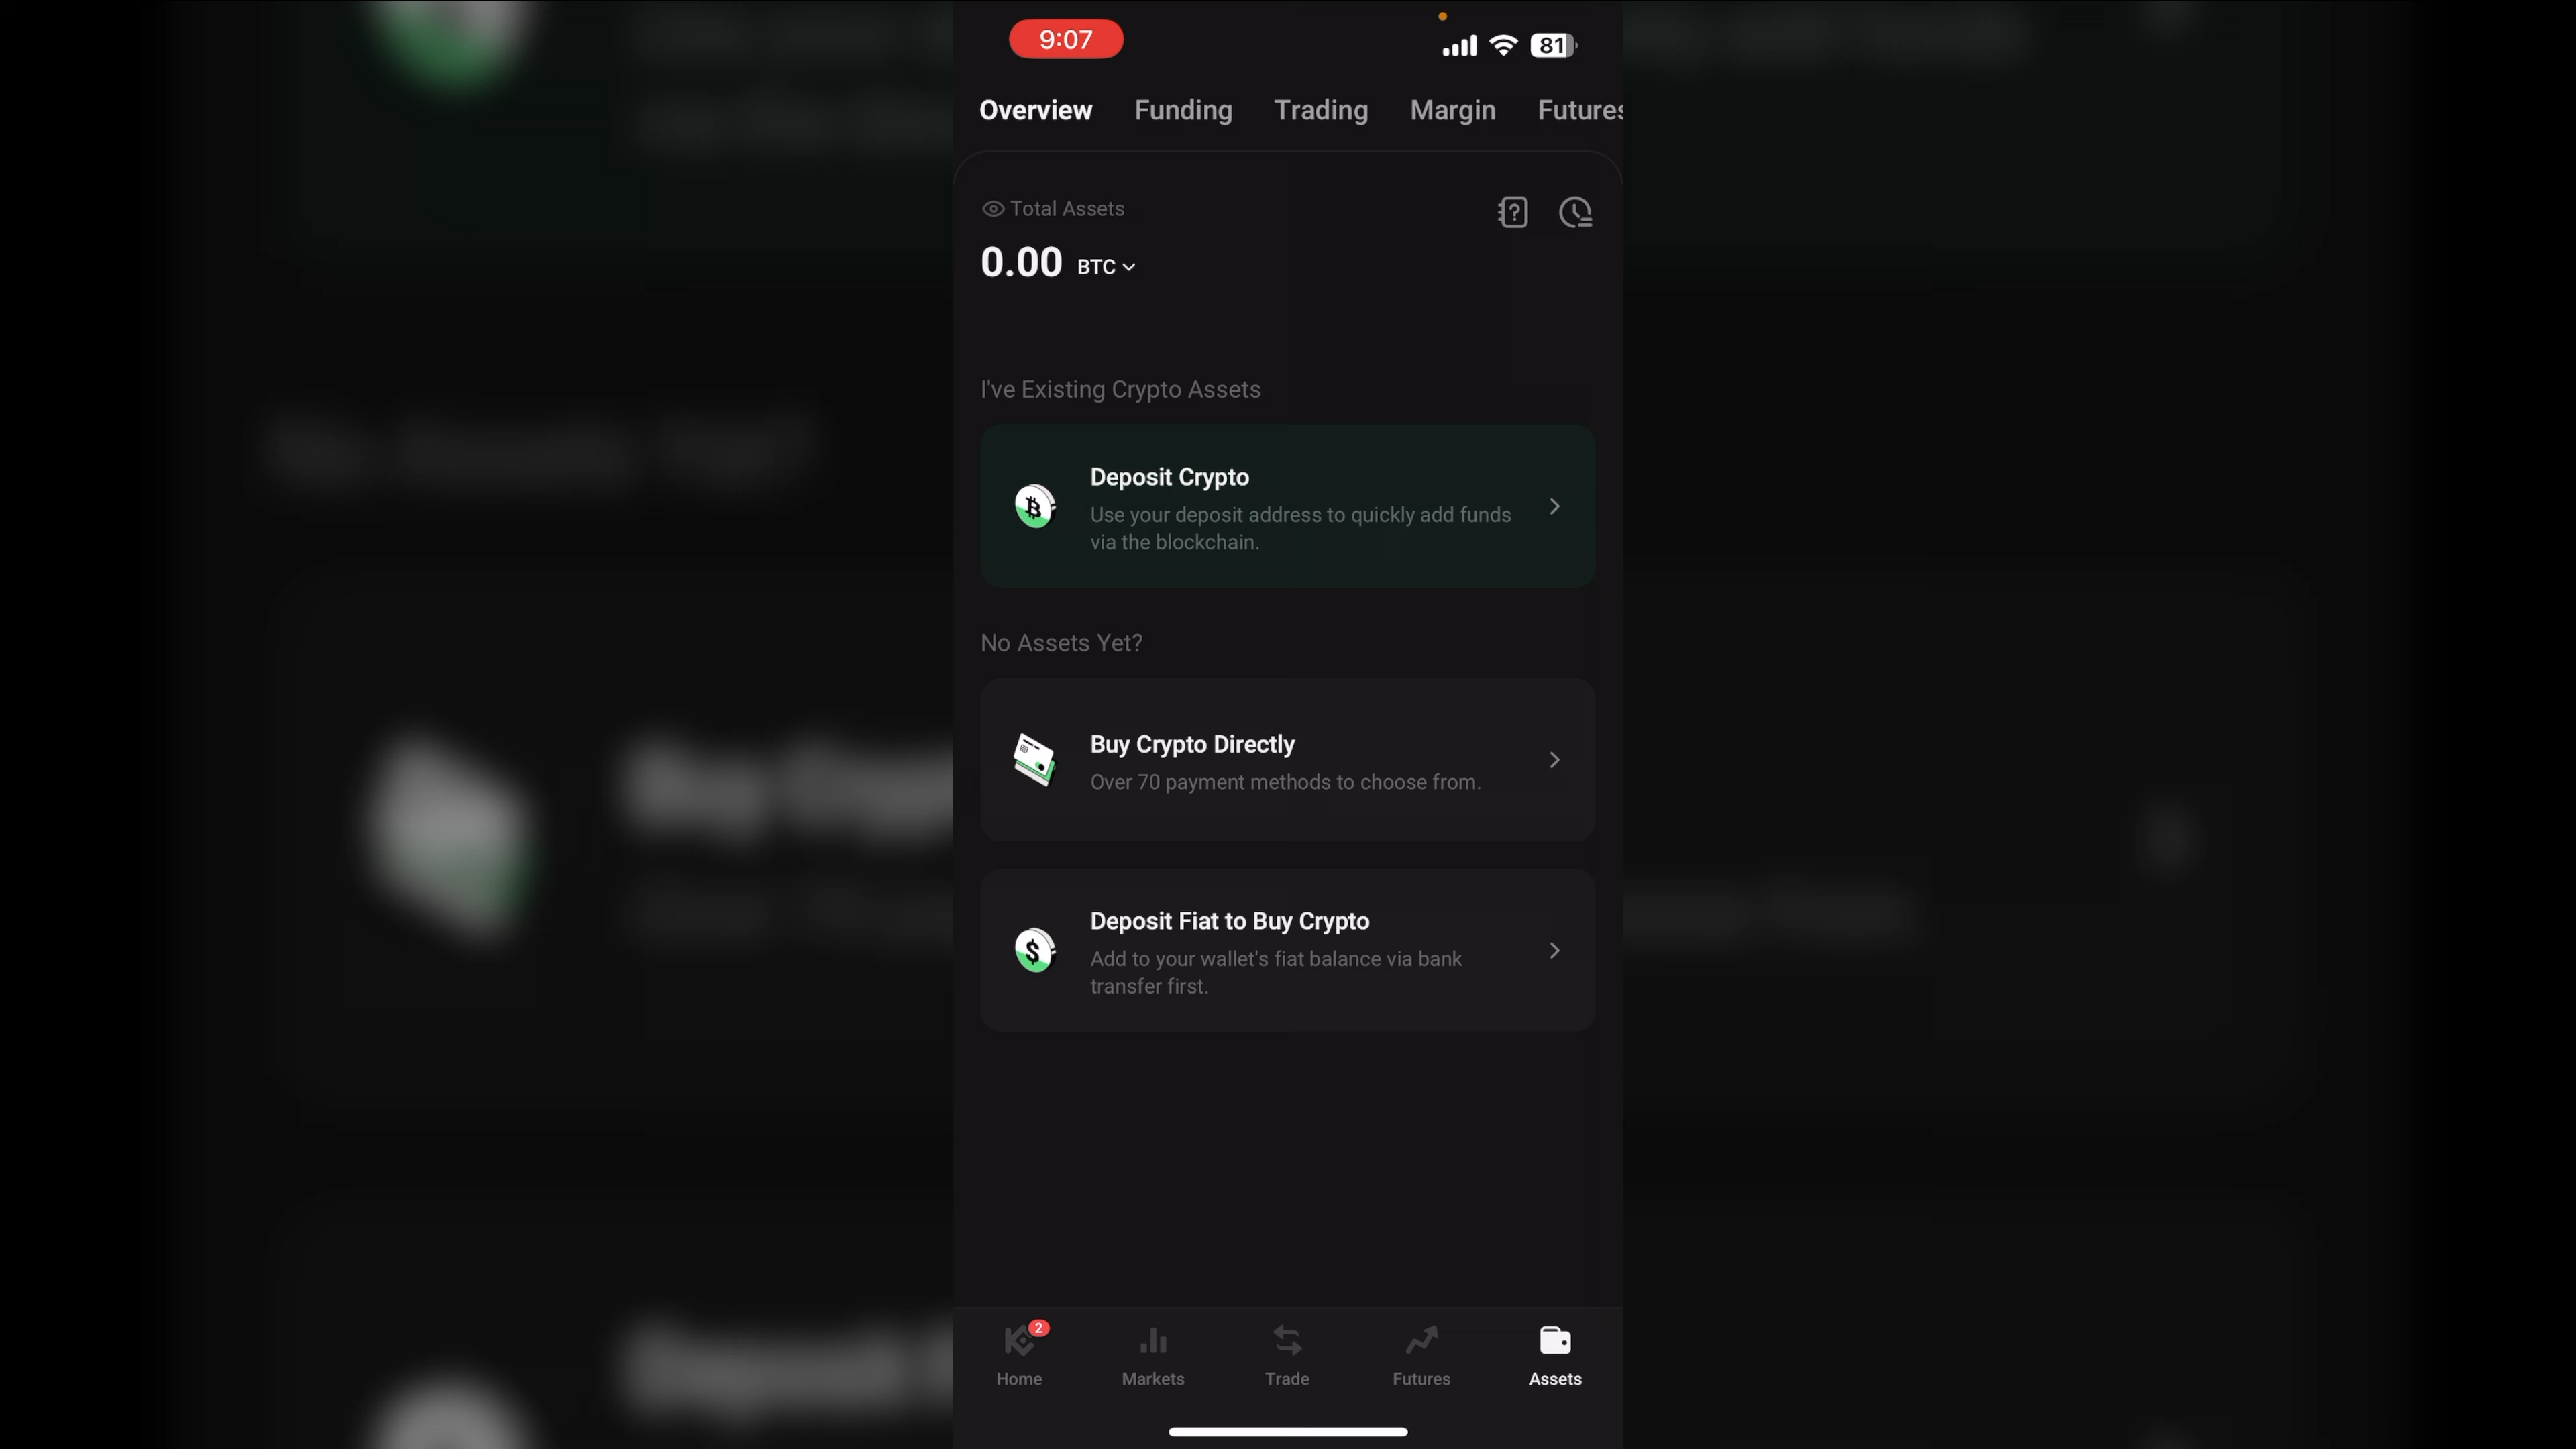 9:07
81
Overview Funding Trading Margin Futures
Total Assets
0.00 BTC
I've Existing Crypto Assets
Deposit Crypto
Use your deposit address to quickly add funds
via the blockchain.
No Assets Yet?
Buy Crypto Directly
Over 70 payment methods to choose from.
Deposit Fiat to Buy Crypto
Add to your wallet's fiat balance via bank
transfer first.
2
Home Markets Trade Futures Assets